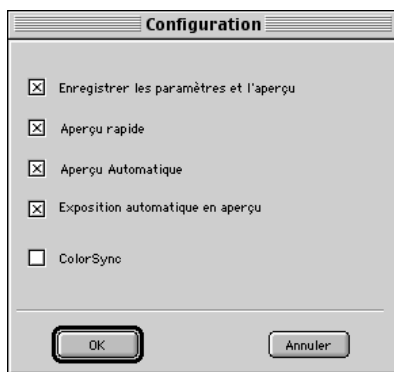 Configuration
Enregistrer les paramètres et l'aperçu
Aperçu rapide
Aperçu Automatique
Exposition automatique en aperçu
ColorSync
OK
Annuler